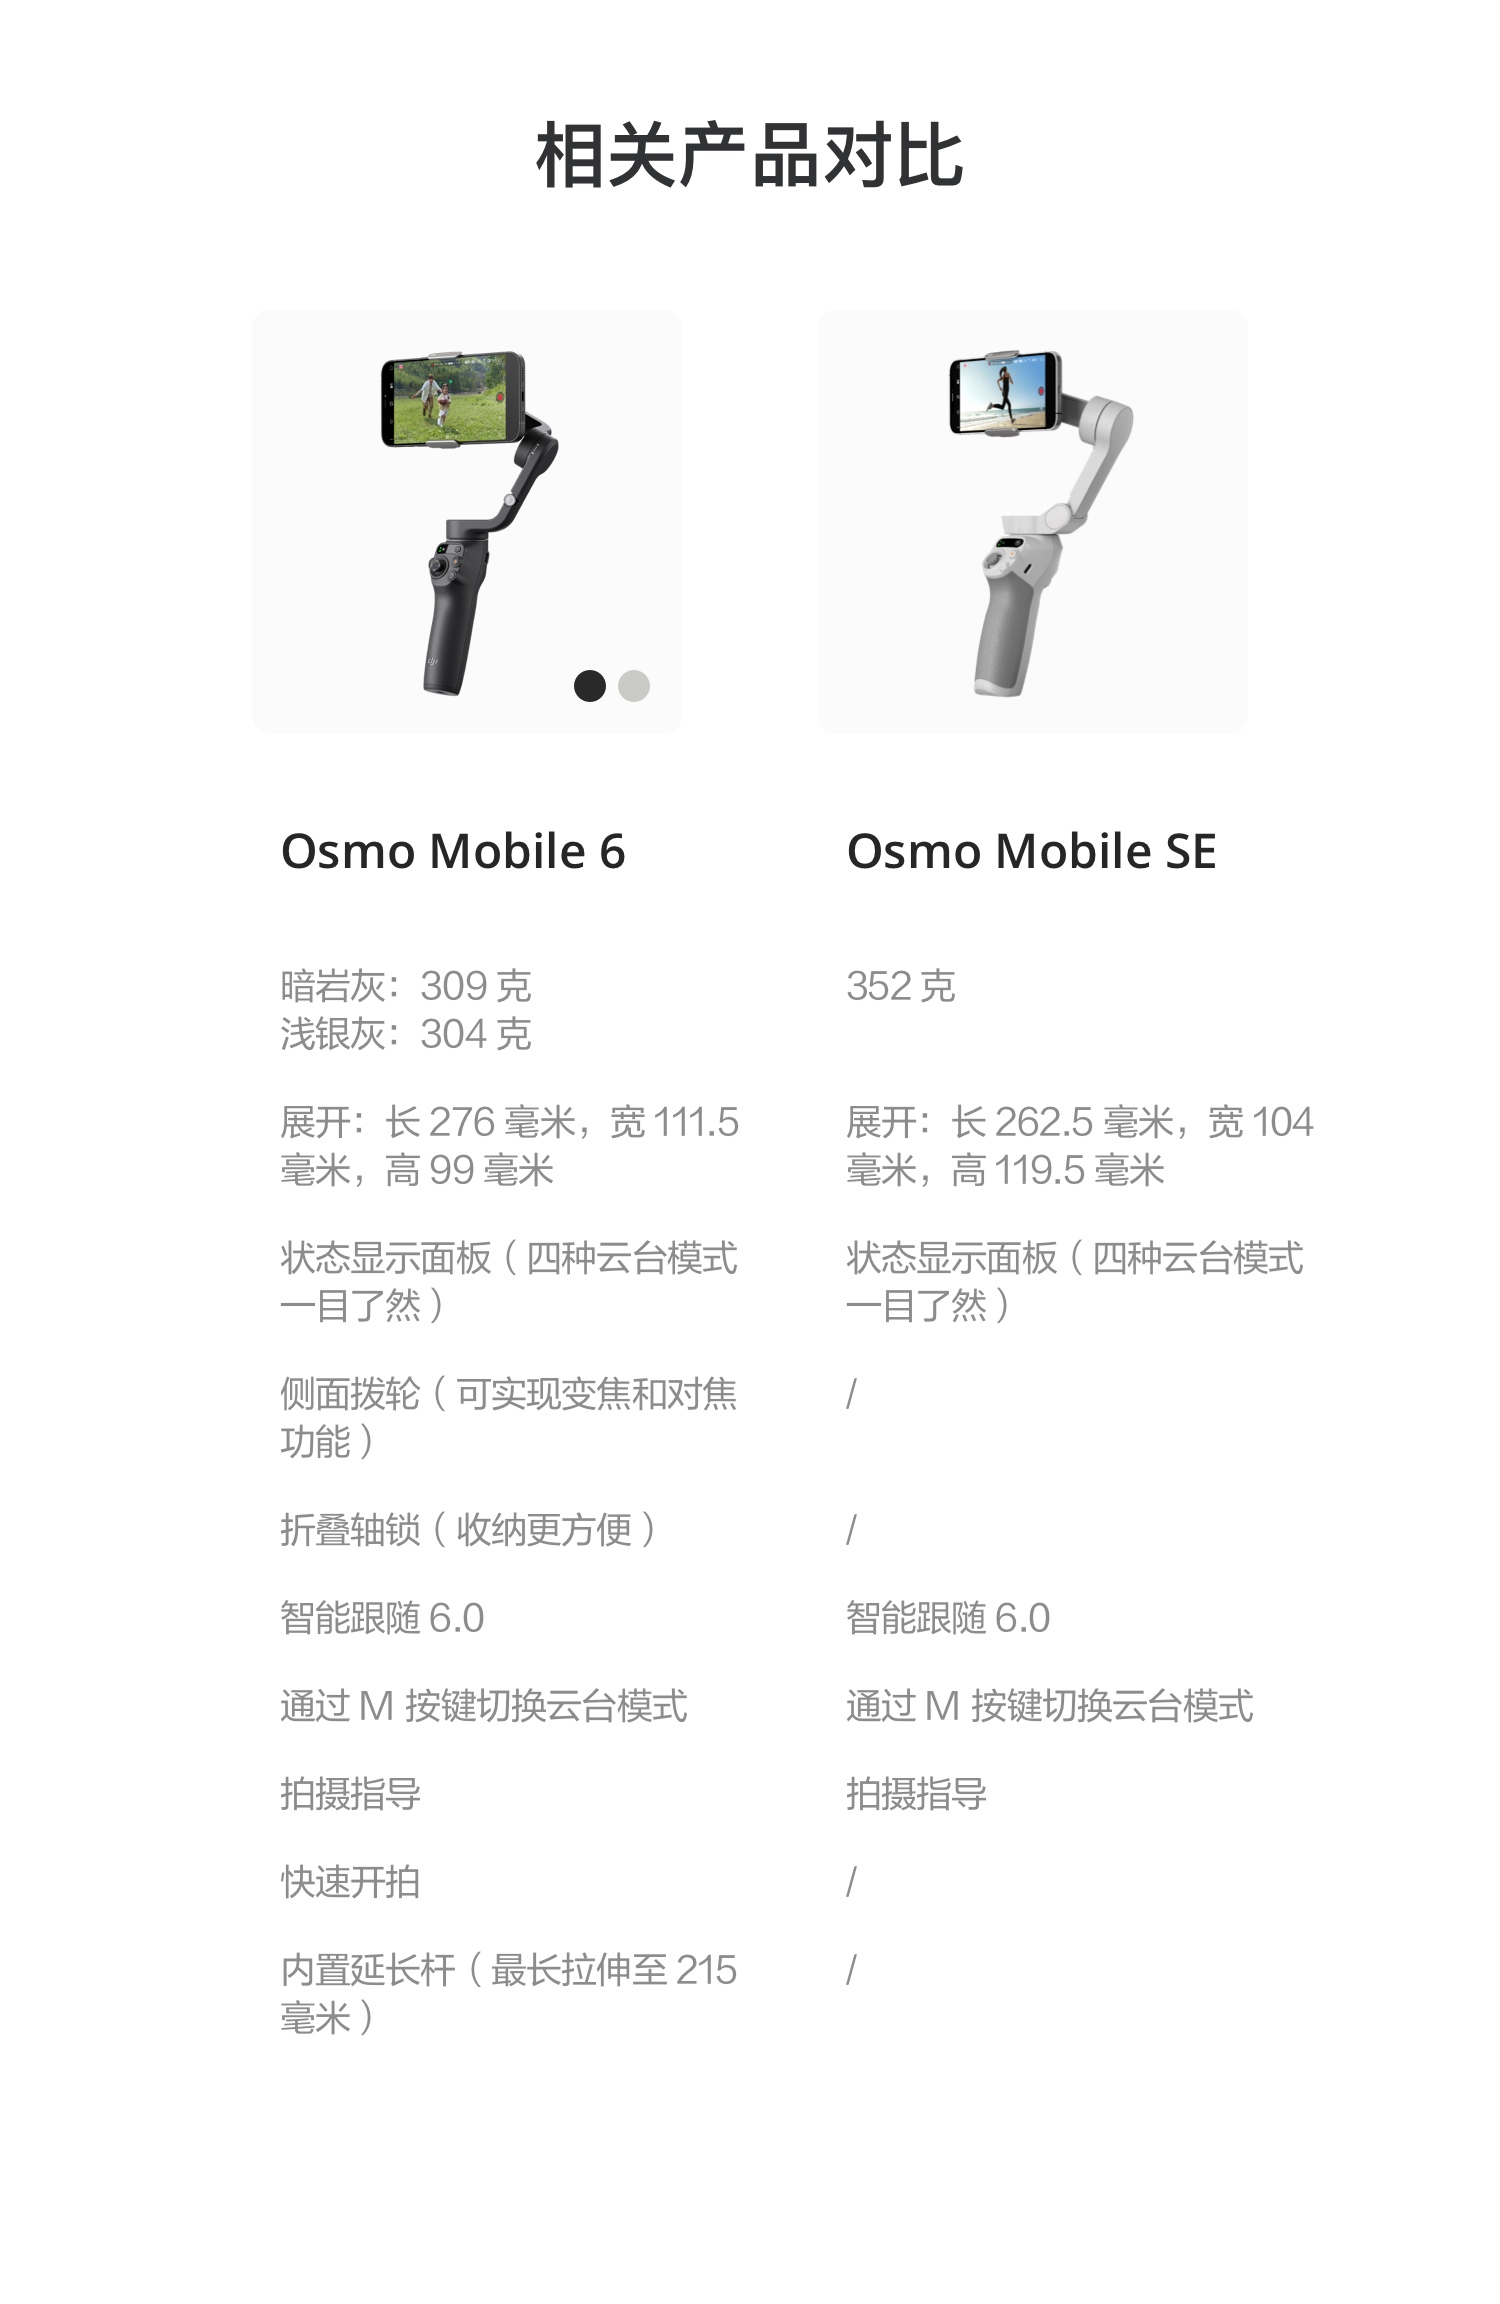 相关产品对比
Osmo Mobile 6
暗岩灰：309 克
浅银灰：304 克
展开：长 276 毫米，宽 111.5
毫米，高 99 毫米
状态显示面板（四种云台模式
一目了然）
侧面拨轮（可实现变焦和对焦
功能）
折叠轴锁（收纳更方便）
智能跟随 6.0
通过 M 按键切换云台模式
拍摄指导
快速开拍
内置延长杆（最长拉伸至 215
毫米）
Osmo Mobile SE
352 克
展开：长 262.5 毫米，宽 104
毫米，高 119.5 毫米
状态显示面板（四种云台模式
一目了然）
/
/
智能跟随 6.0
通过 M 按键切换云台模式
拍摄指导
/
/